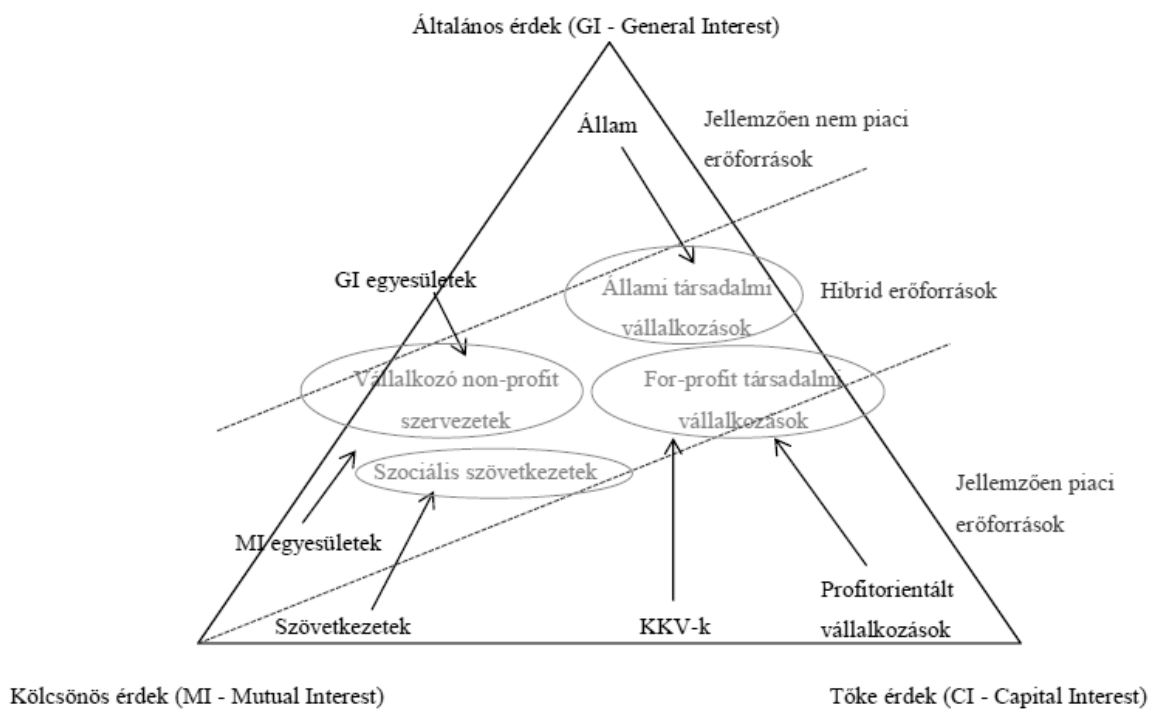 Általános érdek (GI - General Interest)
Állam
Jellemzően nem piaci
erőforrások
GI egyesületek
Állami társadalmi
vállalkozások
Hibrid erőforrások
Vállalkozó non-profit
szervezetek
For-profit társadalmi
vállalkozások
Szociális szövetkezetek
Jellemzően piaci
erőforrások
MI egyesületek
Profitorientált
vállalkozások
Szövetkezetek
KKV-k
Kölcsönös érdek (MI - Mutual Interest)
Tőke érdek (CI - Capital Interest)